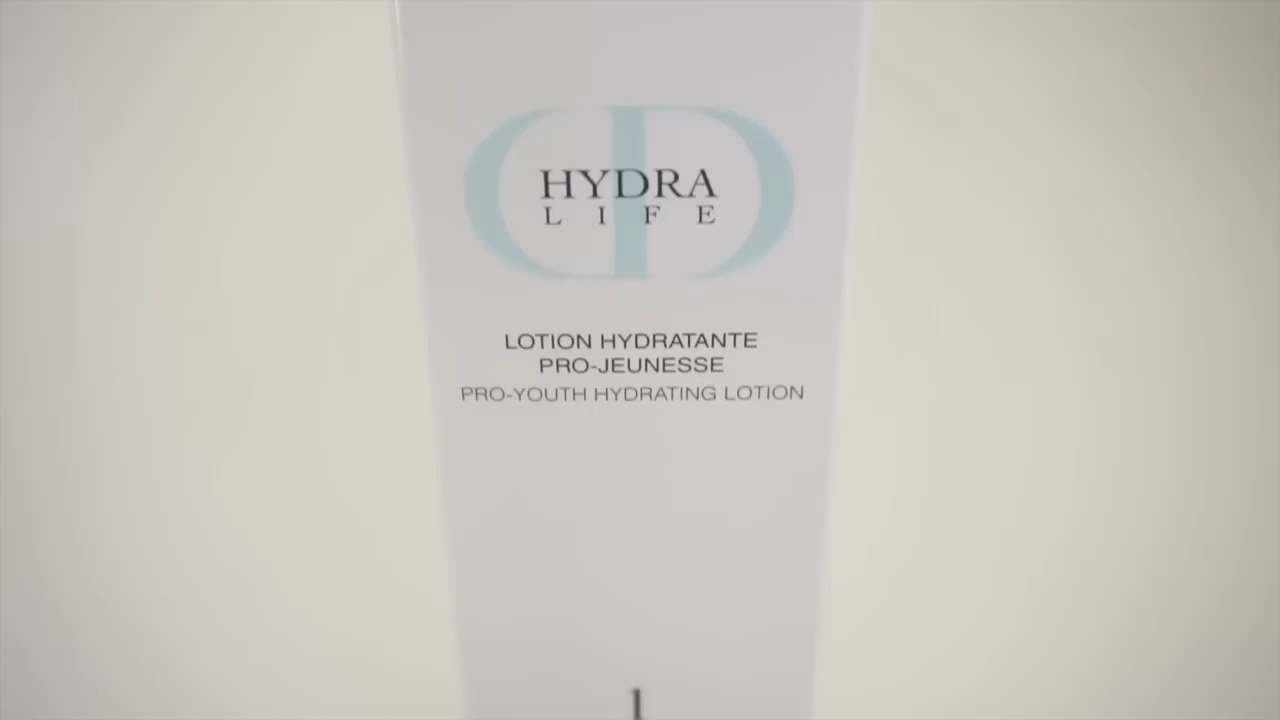 HYDRA
LIFE
LOTION HYDRATANTE
PRO-JEUNESSE
PRO-YOUTH HYDRATING LOTION